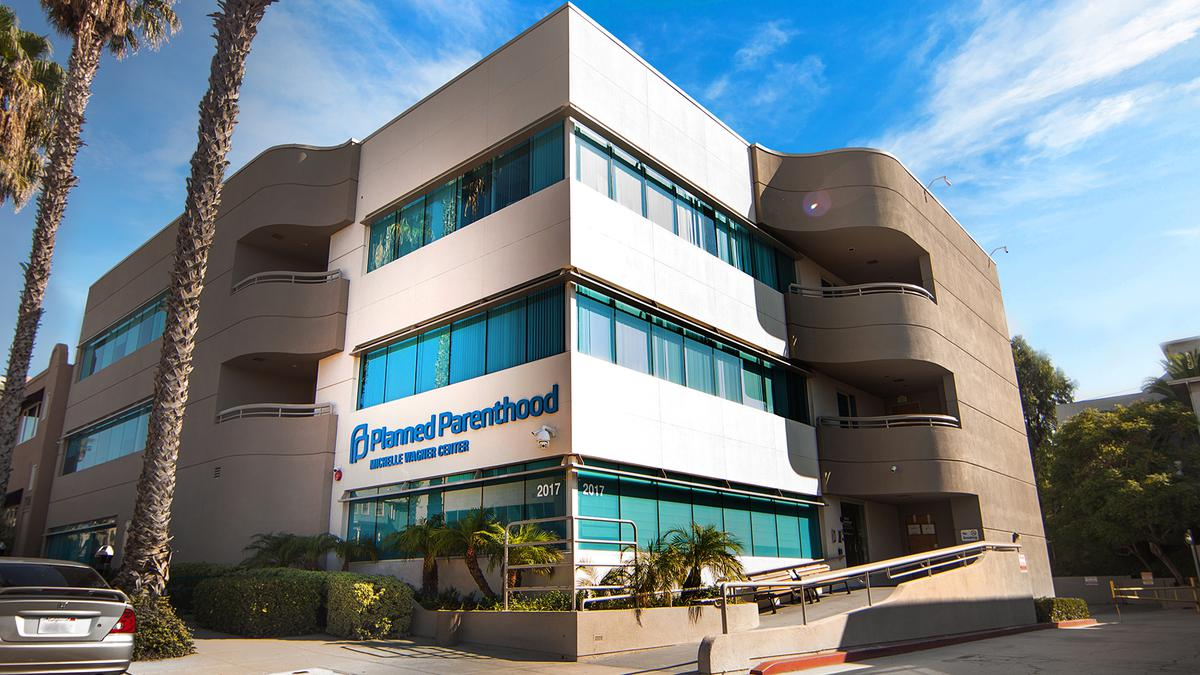 Planned Parenthood
MICHELLE WAGNER CENTER
2017 2017